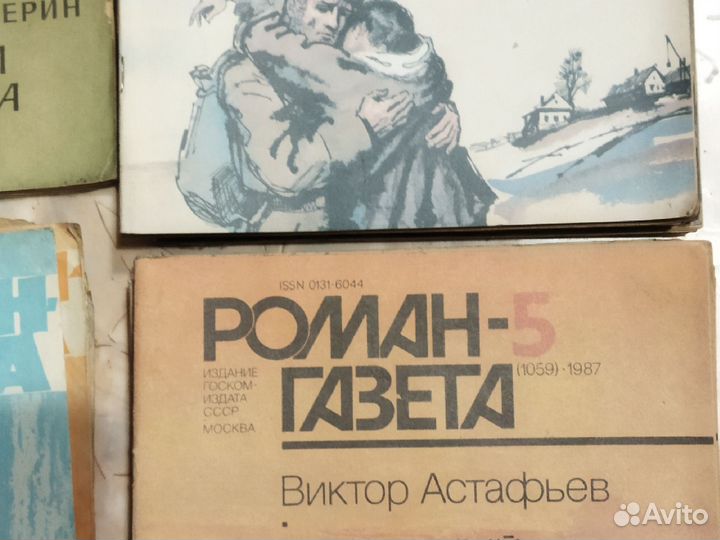 ЕРИН
И
А
ISSN 0131-6044
РОМАН-5
ГАЗЕТА
(1059)·1987
ИЗДАНИЕ
ГОСКОМ-
ИЗДАТА
СССР
МОСКВА
Виктор Астафьев
Н-
А
Avito